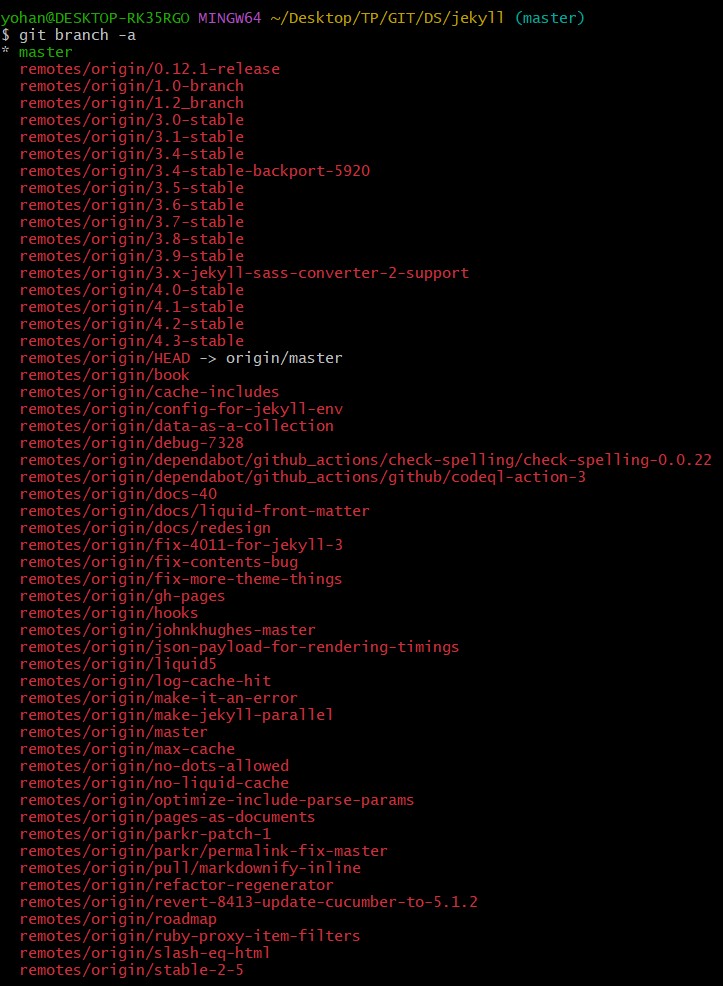 yohan@DESKTOP-RK35RGO MINGW64 ~/Desktop/TP/GIT/DS/jekyll (master)
$ git branch -a
* master
  remotes/origin/0.12.1-release
  remotes/origin/1.0-branch
  remotes/origin/1.2_branch
  remotes/origin/3.0-stable
  remotes/origin/3.1-stable
  remotes/origin/3.4-stable
  remotes/origin/3.4-stable-backport-5920
  remotes/origin/3.5-stable
  remotes/origin/3.6-stable
  remotes/origin/3.7-stable
  remotes/origin/3.8-stable
  remotes/origin/3.9-stable
  remotes/origin/3.x-jekyll-sass-converter-2-support
  remotes/origin/4.0-stable
  remotes/origin/4.1-stable
  remotes/origin/4.2-stable
  remotes/origin/4.3-stable
  remotes/origin/HEAD -> origin/master
  remotes/origin/book
  remotes/origin/cache-includes
  remotes/origin/config-for-jekyll-env
  remotes/origin/data-as-a-collection
  remotes/origin/debug-7328
  remotes/origin/dependabot/github_actions/check-spelling/check-spelling-0.0.22
  remotes/origin/dependabot/github_actions/github/codeql-action-3
  remotes/origin/docs-40
  remotes/origin/docs/liquid-front-matter
  remotes/origin/docs/redesign
  remotes/origin/fix-4011-for-jekyll-3
  remotes/origin/fix-contents-bug
  remotes/origin/fix-more-theme-things
  remotes/origin/gh-pages
  remotes/origin/hooks
  remotes/origin/johnkhughes-master
  remotes/origin/json-payload-for-rendering-timings
  remotes/origin/liquid5
  remotes/origin/log-cache-hit
  remotes/origin/make-it-an-error
  remotes/origin/make-jekyll-parallel
  remotes/origin/master
  remotes/origin/max-cache
  remotes/origin/no-dots-allowed
  remotes/origin/no-liquid-cache
  remotes/origin/optimize-include-parse-params
  remotes/origin/pages-as-documents
  remotes/origin/parkr-patch-1
  remotes/origin/parkr/permalink-fix-master
  remotes/origin/pull/markdownify-inline
  remotes/origin/refactor-regenerator
  remotes/origin/revert-8413-update-cucumber-to-5.1.2
  remotes/origin/roadmap
  remotes/origin/ruby-proxy-item-filters
  remotes/origin/slash-eq-html
  remotes/origin/stable-2-5